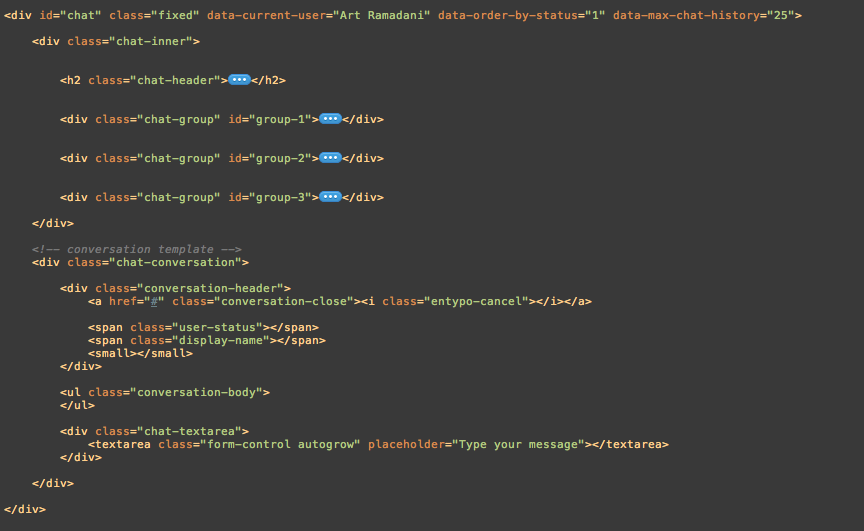 <div id="chat" class="fixed" data-current-user="Art Ramadani" data-order-by-status="1" data-max-chat-history="25">
<div class="chat-inner">
<h2 class="chat-header">•••</h2>
<div class="chat-group" id="group-1">•••</div>
<div class="chat-group" id="group-2">•••</div>
<div class="chat-group" id="group-3">•••</div>
</div>
<!-- conversation template -->
<div class="chat-conversation">
<div class="conversation-header">
<a href="#" class="conversation-close"><i class="entypo-cancel"></i></a>
<span class="user-status"></span>
<span class="display-name"></span>
<small></small>
</div>
<ul class="conversation-body">
</ul>
<div class="chat-textarea">
<textarea class="form-control autogrow" placeholder="Type your message"></textarea>
</div>
</div>
</div>